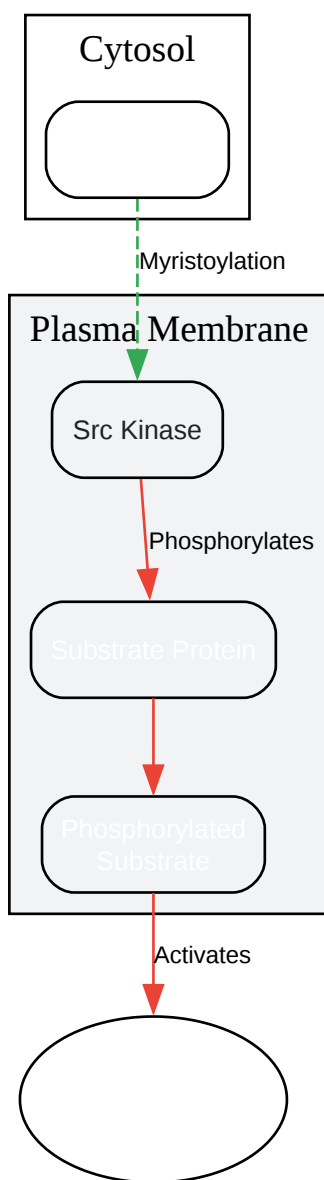 Cytosol
Myristoylation
Plasma Membrane
Src Kinase
Phosphorylates
Substrate Protein
Phosphorylated
Substrate
Activates